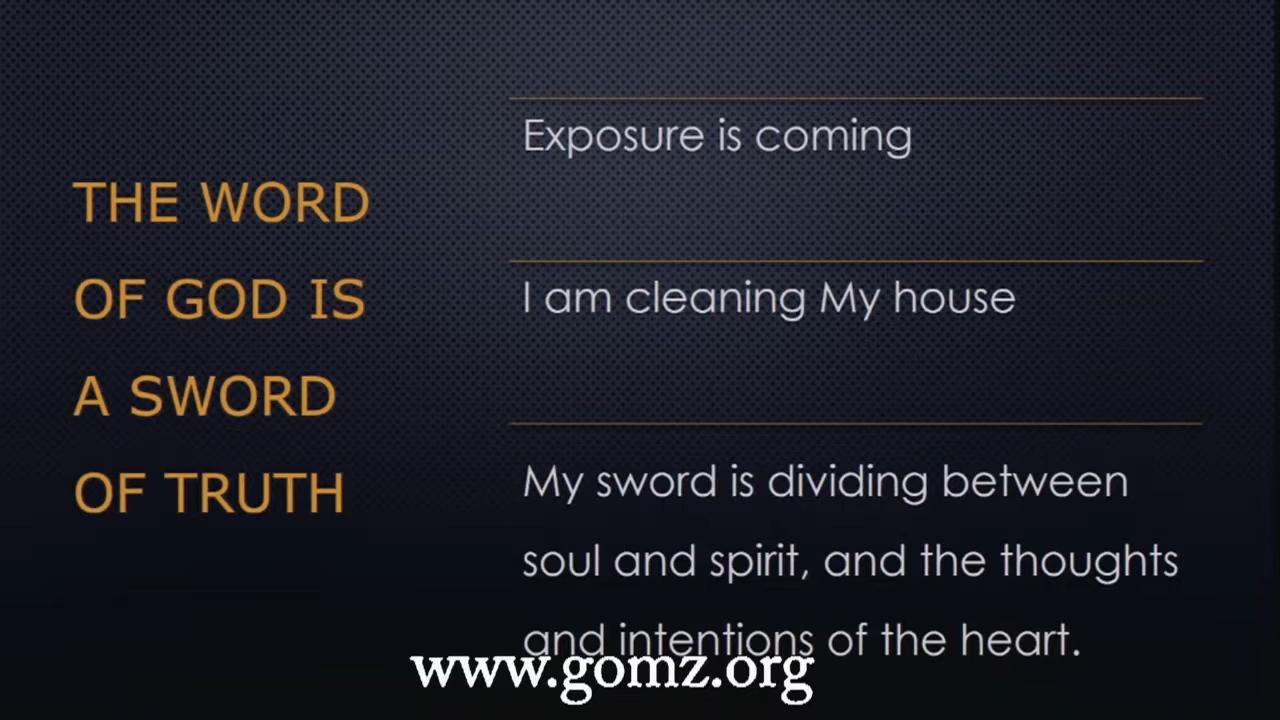 THE WORD
OF GOD IS
A SWORD
OF TRUTH
Exposure is coming
I am cleaning My house
My sword is dividing between
soul and spirit, and the thoughts
and intentions of the heart.
www.gomz.org